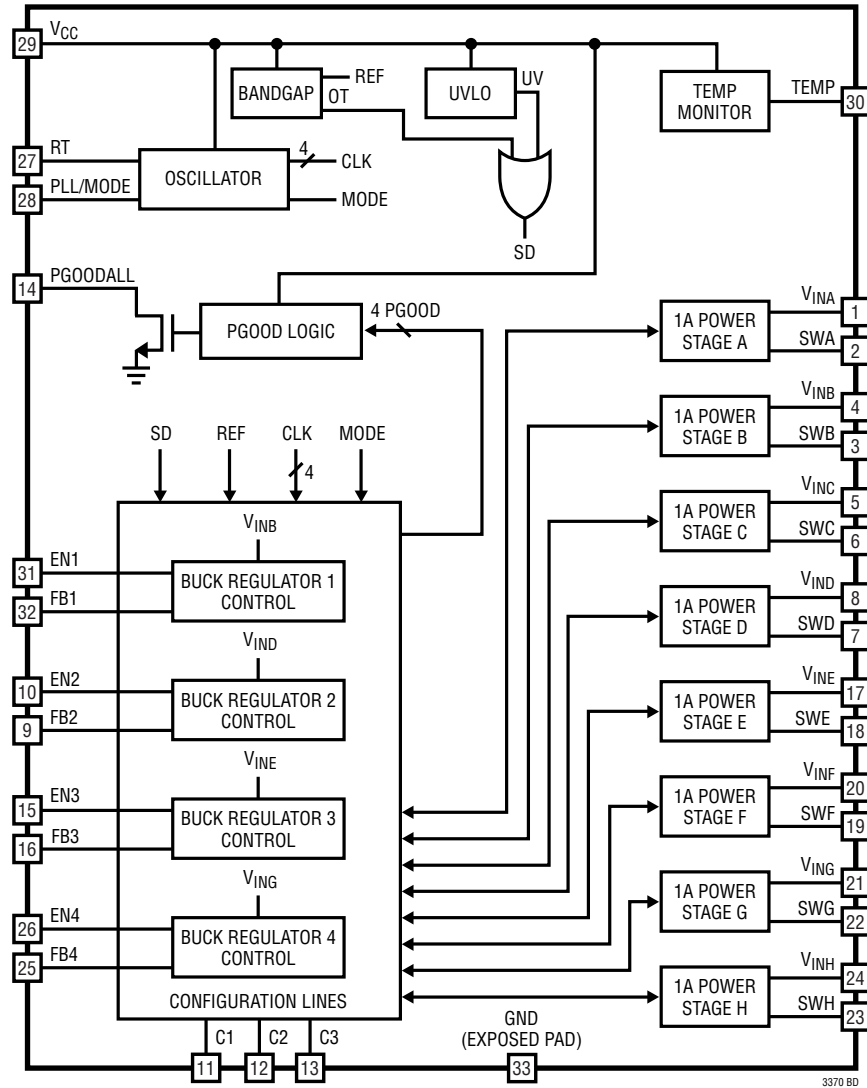 VCC
29
BANDGAP
REF
OT
UVLO
UV
TEMP
MONITOR
TEMP
30
RT
27
PLL/MODE
28
OSCILLATOR
4
CLK
MODE
SD
PGOODALL
14
PGOOD LOGIC
4 PGOOD
1A POWER
STAGE A
VINA
1
SWA
2
1A POWER
STAGE B
VINB
4
SWB
3
1A POWER
STAGE C
VINC
5
SWC
6
1A POWER
STAGE D
VIND
8
SWD
7
1A POWER
STAGE E
VINE
17
SWE
18
1A POWER
STAGE F
VINF
20
SWF
19
1A POWER
STAGE G
VING
21
SWG
22
1A POWER
STAGE H
VINH
24
SWH
23
SD REF CLK MODE
4
VINB
EN1
31
FB1
32
BUCK REGULATOR 1
CONTROL
VIND
EN2
10
FB2
9
BUCK REGULATOR 2
CONTROL
VINE
EN3
15
FB3
16
BUCK REGULATOR 3
CONTROL
VING
EN4
26
FB4
25
BUCK REGULATOR 4
CONTROL
CONFIGURATION LINES
C1 C2 C3
11 12 13
GND
(EXPOSED PAD)
33
3370 BD